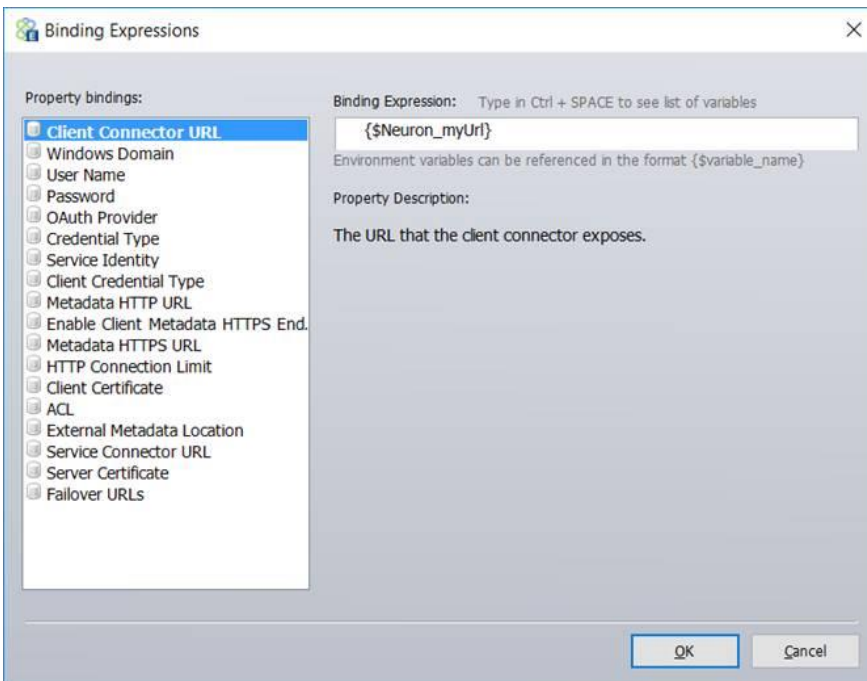 Binding Expressions
Property bindings:
Client Connector URL
Windows Domain
User Name
Password
OAuth Provider
Credential Type
Service Identity
Client Credential Type
Metadata HTTP URL
Enable Client Metadata HTTPS End.
Metadata HTTPS URL
HTTP Connection Limit
Client Certificate
ACL
External Metadata Location
Service Connector URL
Server Certificate
Failover URLs
Binding Expression: Type in Ctrl + SPACE to see list of variables
{$Neuron_myUrl}
Environment variables can be referenced in the format {$variable_name}
Property Description:
The URL that the client connector exposes.
OK Cancel